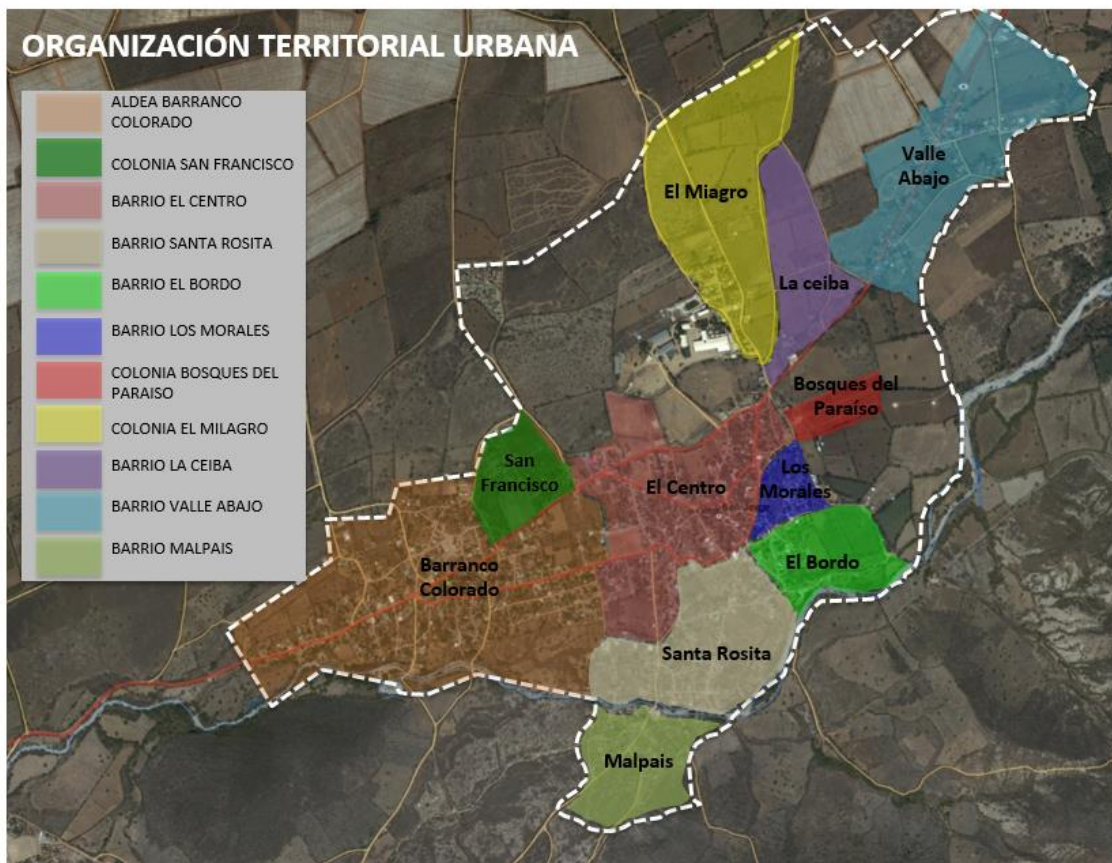 ORGANIZACIÓN TERRITORIAL URBANA
ALDEA BARRANCO
COLORADO
COLONIA SAN FRANCISCO
BARRIO EL CENTRO
BARRIO SANTA ROSITA
BARRIO EL BORDO
BARRIO LOS MORALES
COLONIA BOSQUES DEL
PARAISO
COLONIA EL MILAGRO
BARRIO LA CEIBA
BARRIO VALLE ABAJO
BARRIO MALPAIS
Valle
Abajo
El Miagro
La ceiba
Bosques del
Paraíso
San
Francisco
El Centro
Los
Morales
Barranco
Colorado
El Bordo
Santa Rosita
Malpais